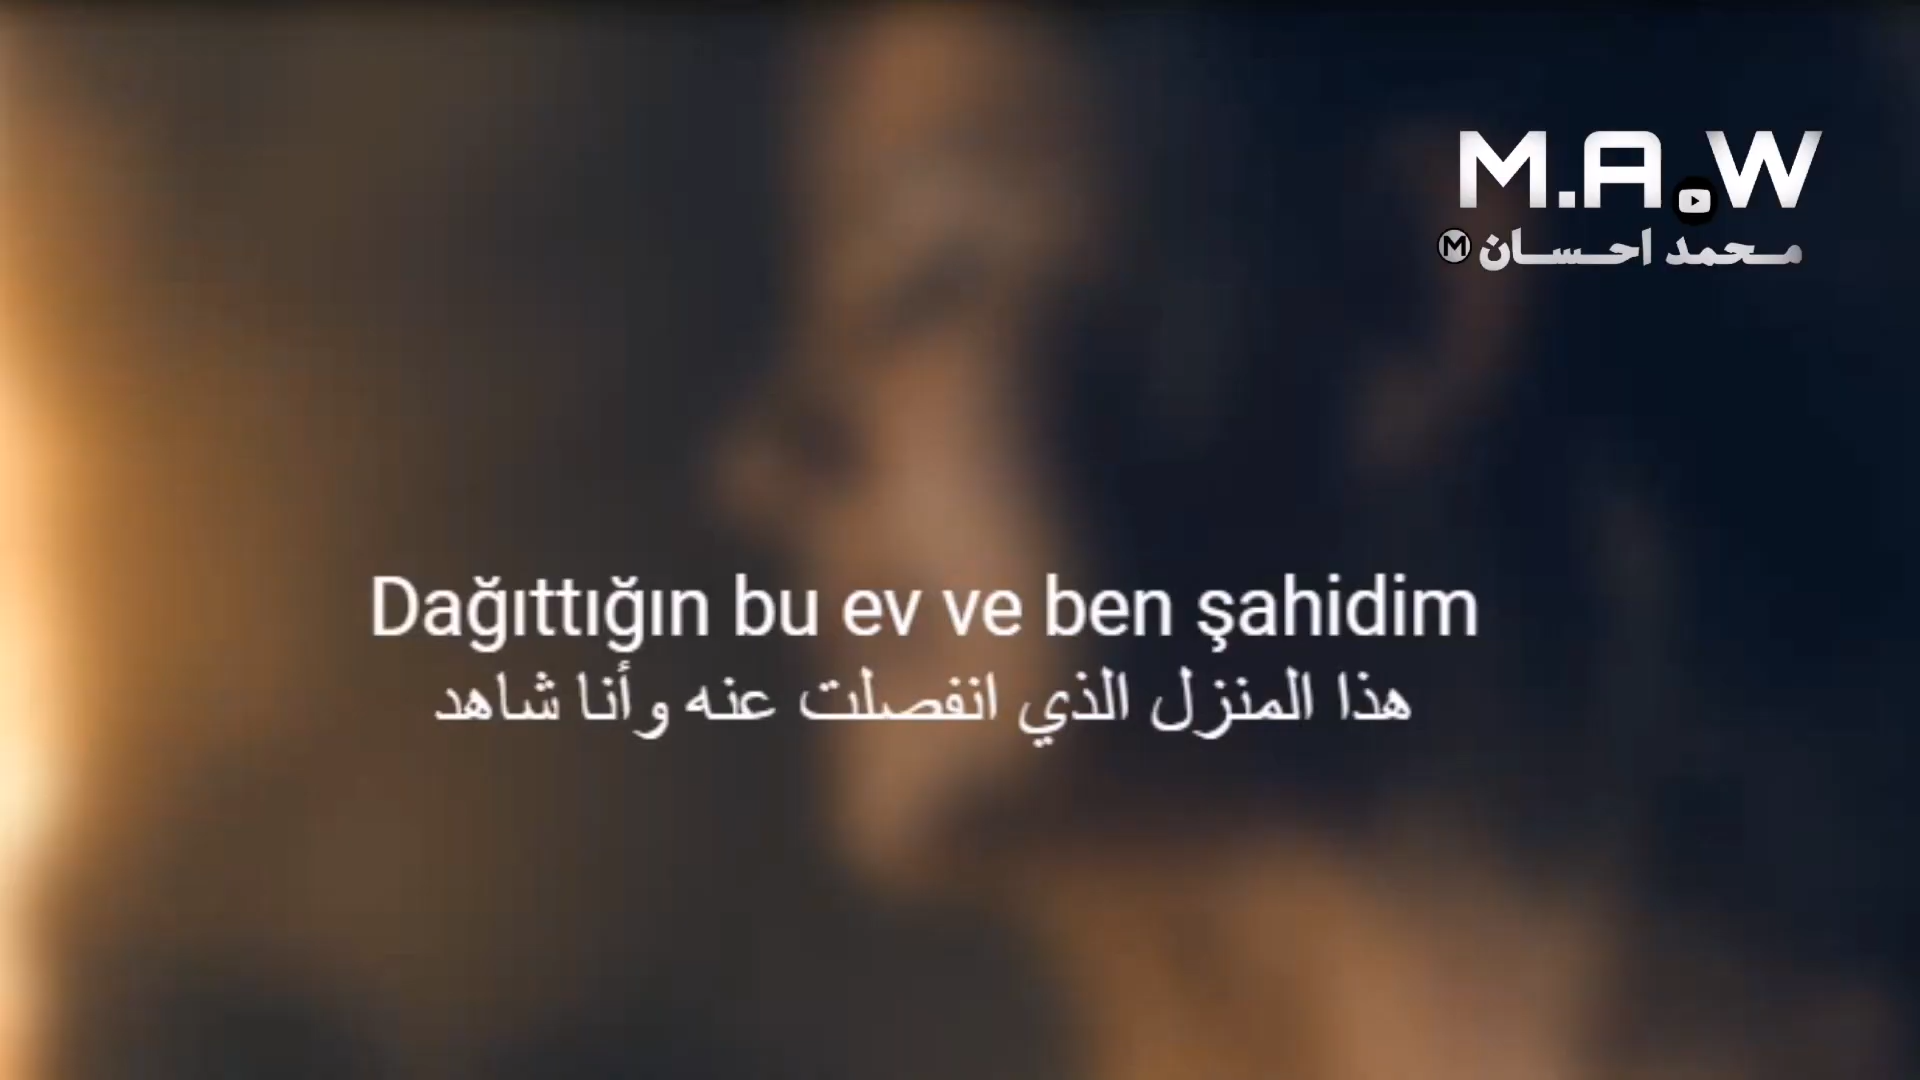 M.A.W
محمد احسان M
Dağıttığın bu ev ve ben şahidim
هذا المنزل الذي انفصلت عنه وأنا شاهد